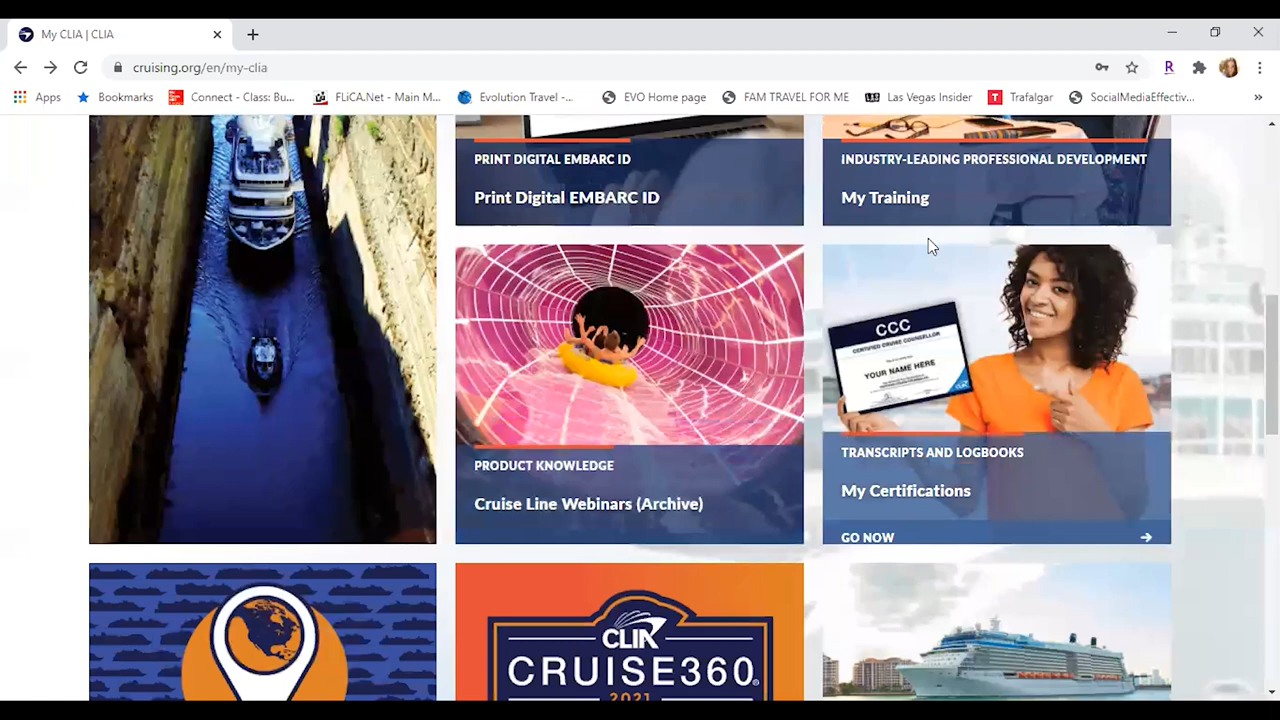 My CLIA | CLIA
cruising.org/en/my-clia
R
Apps
Bookmarks
Connect - Class: Bu...
FLiCA.Net - Main M...
Evolution Travel -...
EVO Home page
FAM TRAVEL FOR ME
Las Vegas Insider
T
Trafalgar
SocialMediaEffectiv...
»
PRINT DIGITAL EMBARC ID
Print Digital EMBARC ID
INDUSTRY-LEADING PROFESSIONAL DEVELOPMENT
My Training
PRODUCT KNOWLEDGE
Cruise Line Webinars (Archive)
CCC
CERTIFIED CRUISE COUNSELLOR
YOUR NAME HERE
CLIA
TRANSCRIPTS AND LOGBOOKS
My Certifications
GO NOW
CLIA
CRUISE360
2021